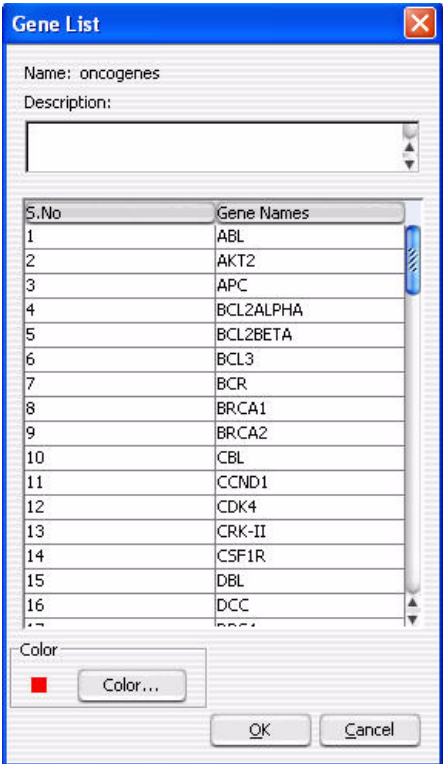 Gene List
Name: oncogenes
Description:
S.No Gene Names
1 ABL
2 AKT2
3 APC
4 BCL2ALPHA
5 BCL2BETA
6 BCL3
7 BCR
8 BRCA1
9 BRCA2
10 CBL
11 CCND1
12 CDK4
13 CRK-II
14 CSF1R
15 DBL
16 DCC
Color
Color...
OK Cancel